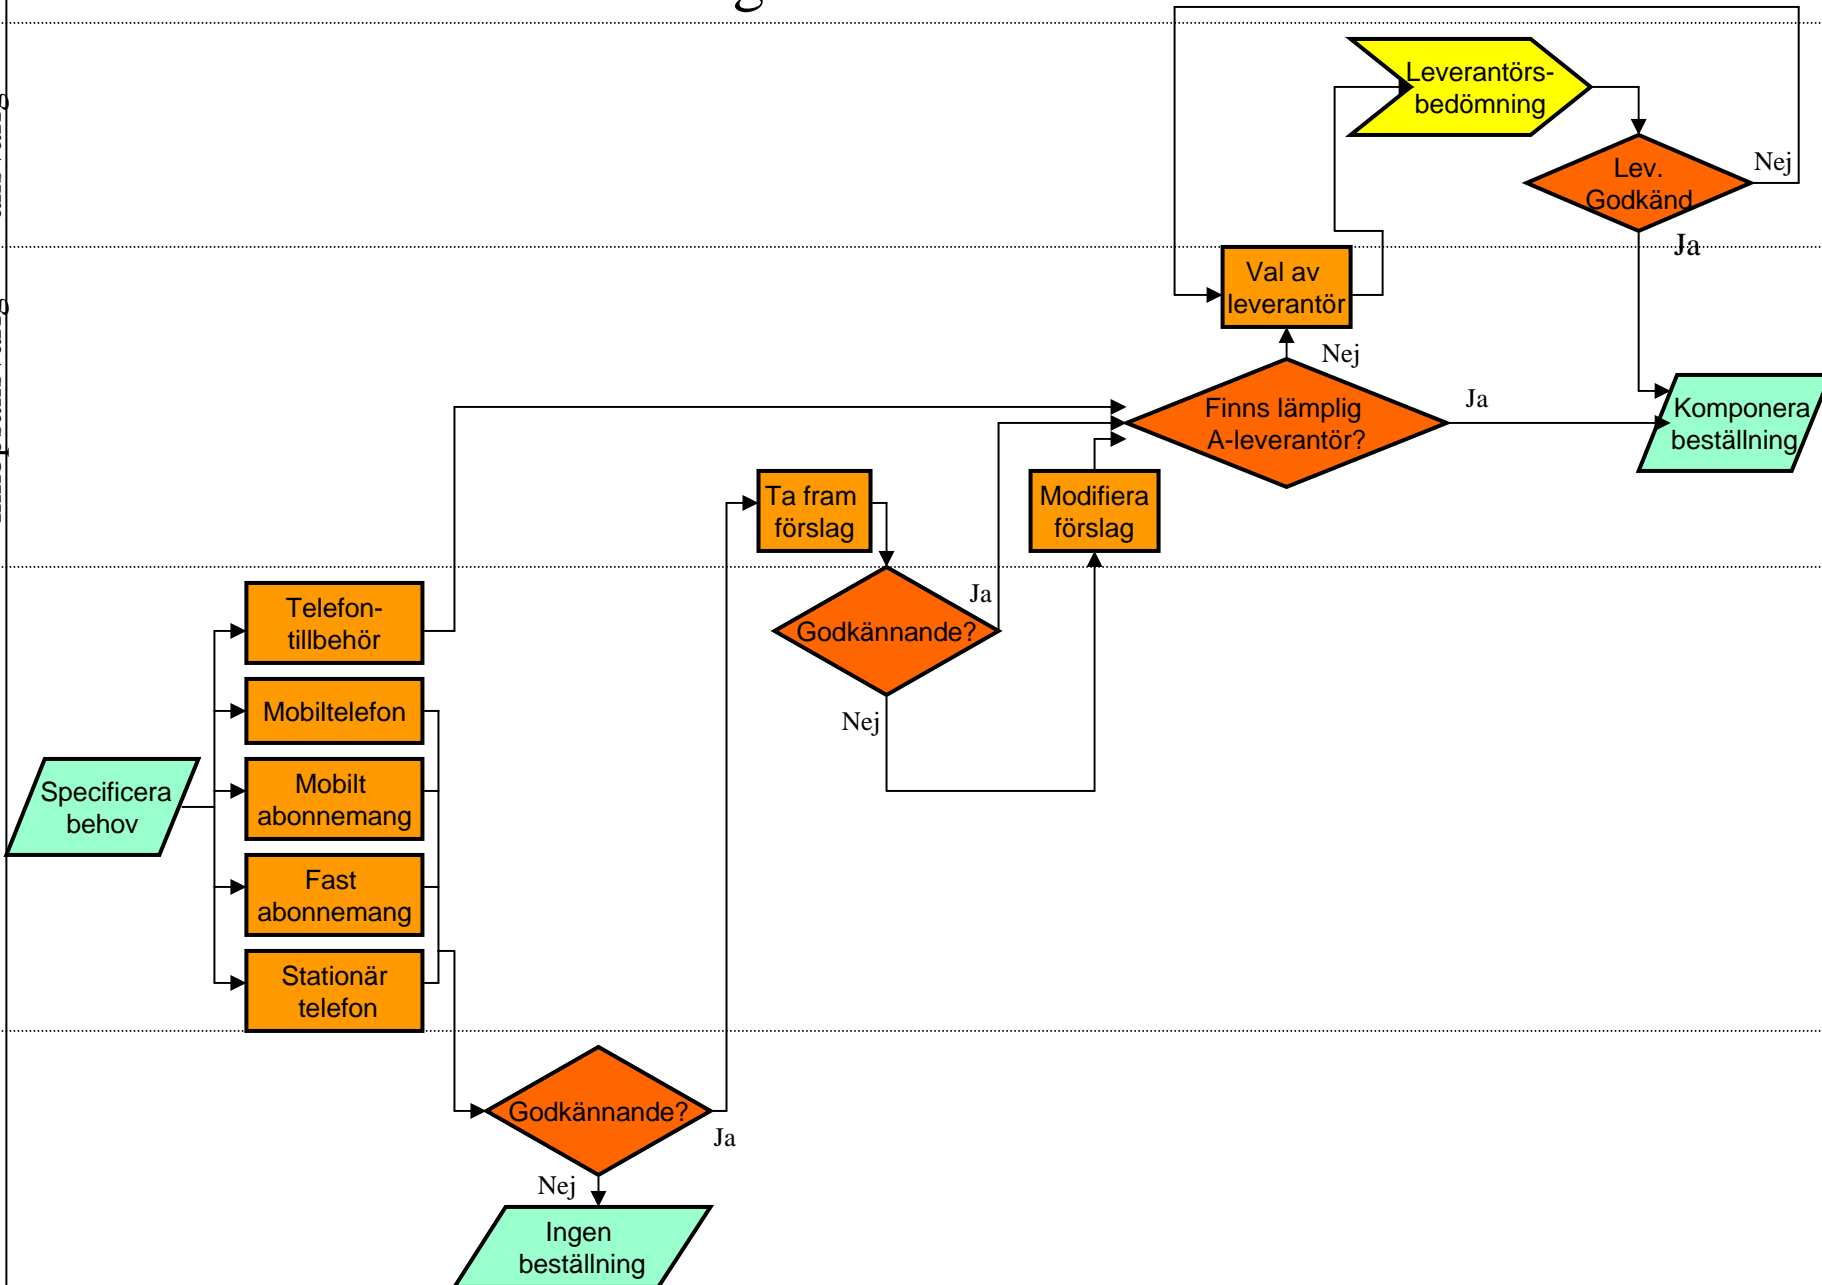 Leverantörs-
bedömning
Lev.
Godkänd
Nej
Ja
Val av
leverantör
Nej
Finns lämplig
A-leverantör?
Ja
Komponera
beställning
Ta fram
förslag
Modifiera
förslag
Godkännande?
Ja
Nej
Telefon-
tillbehör
Mobiltelefon
Specificera
behov
Mobilt
abonnemang
Fast
abonnemang
Stationär
telefon
Godkännande?
Ja
Nej
Ingen
beställning